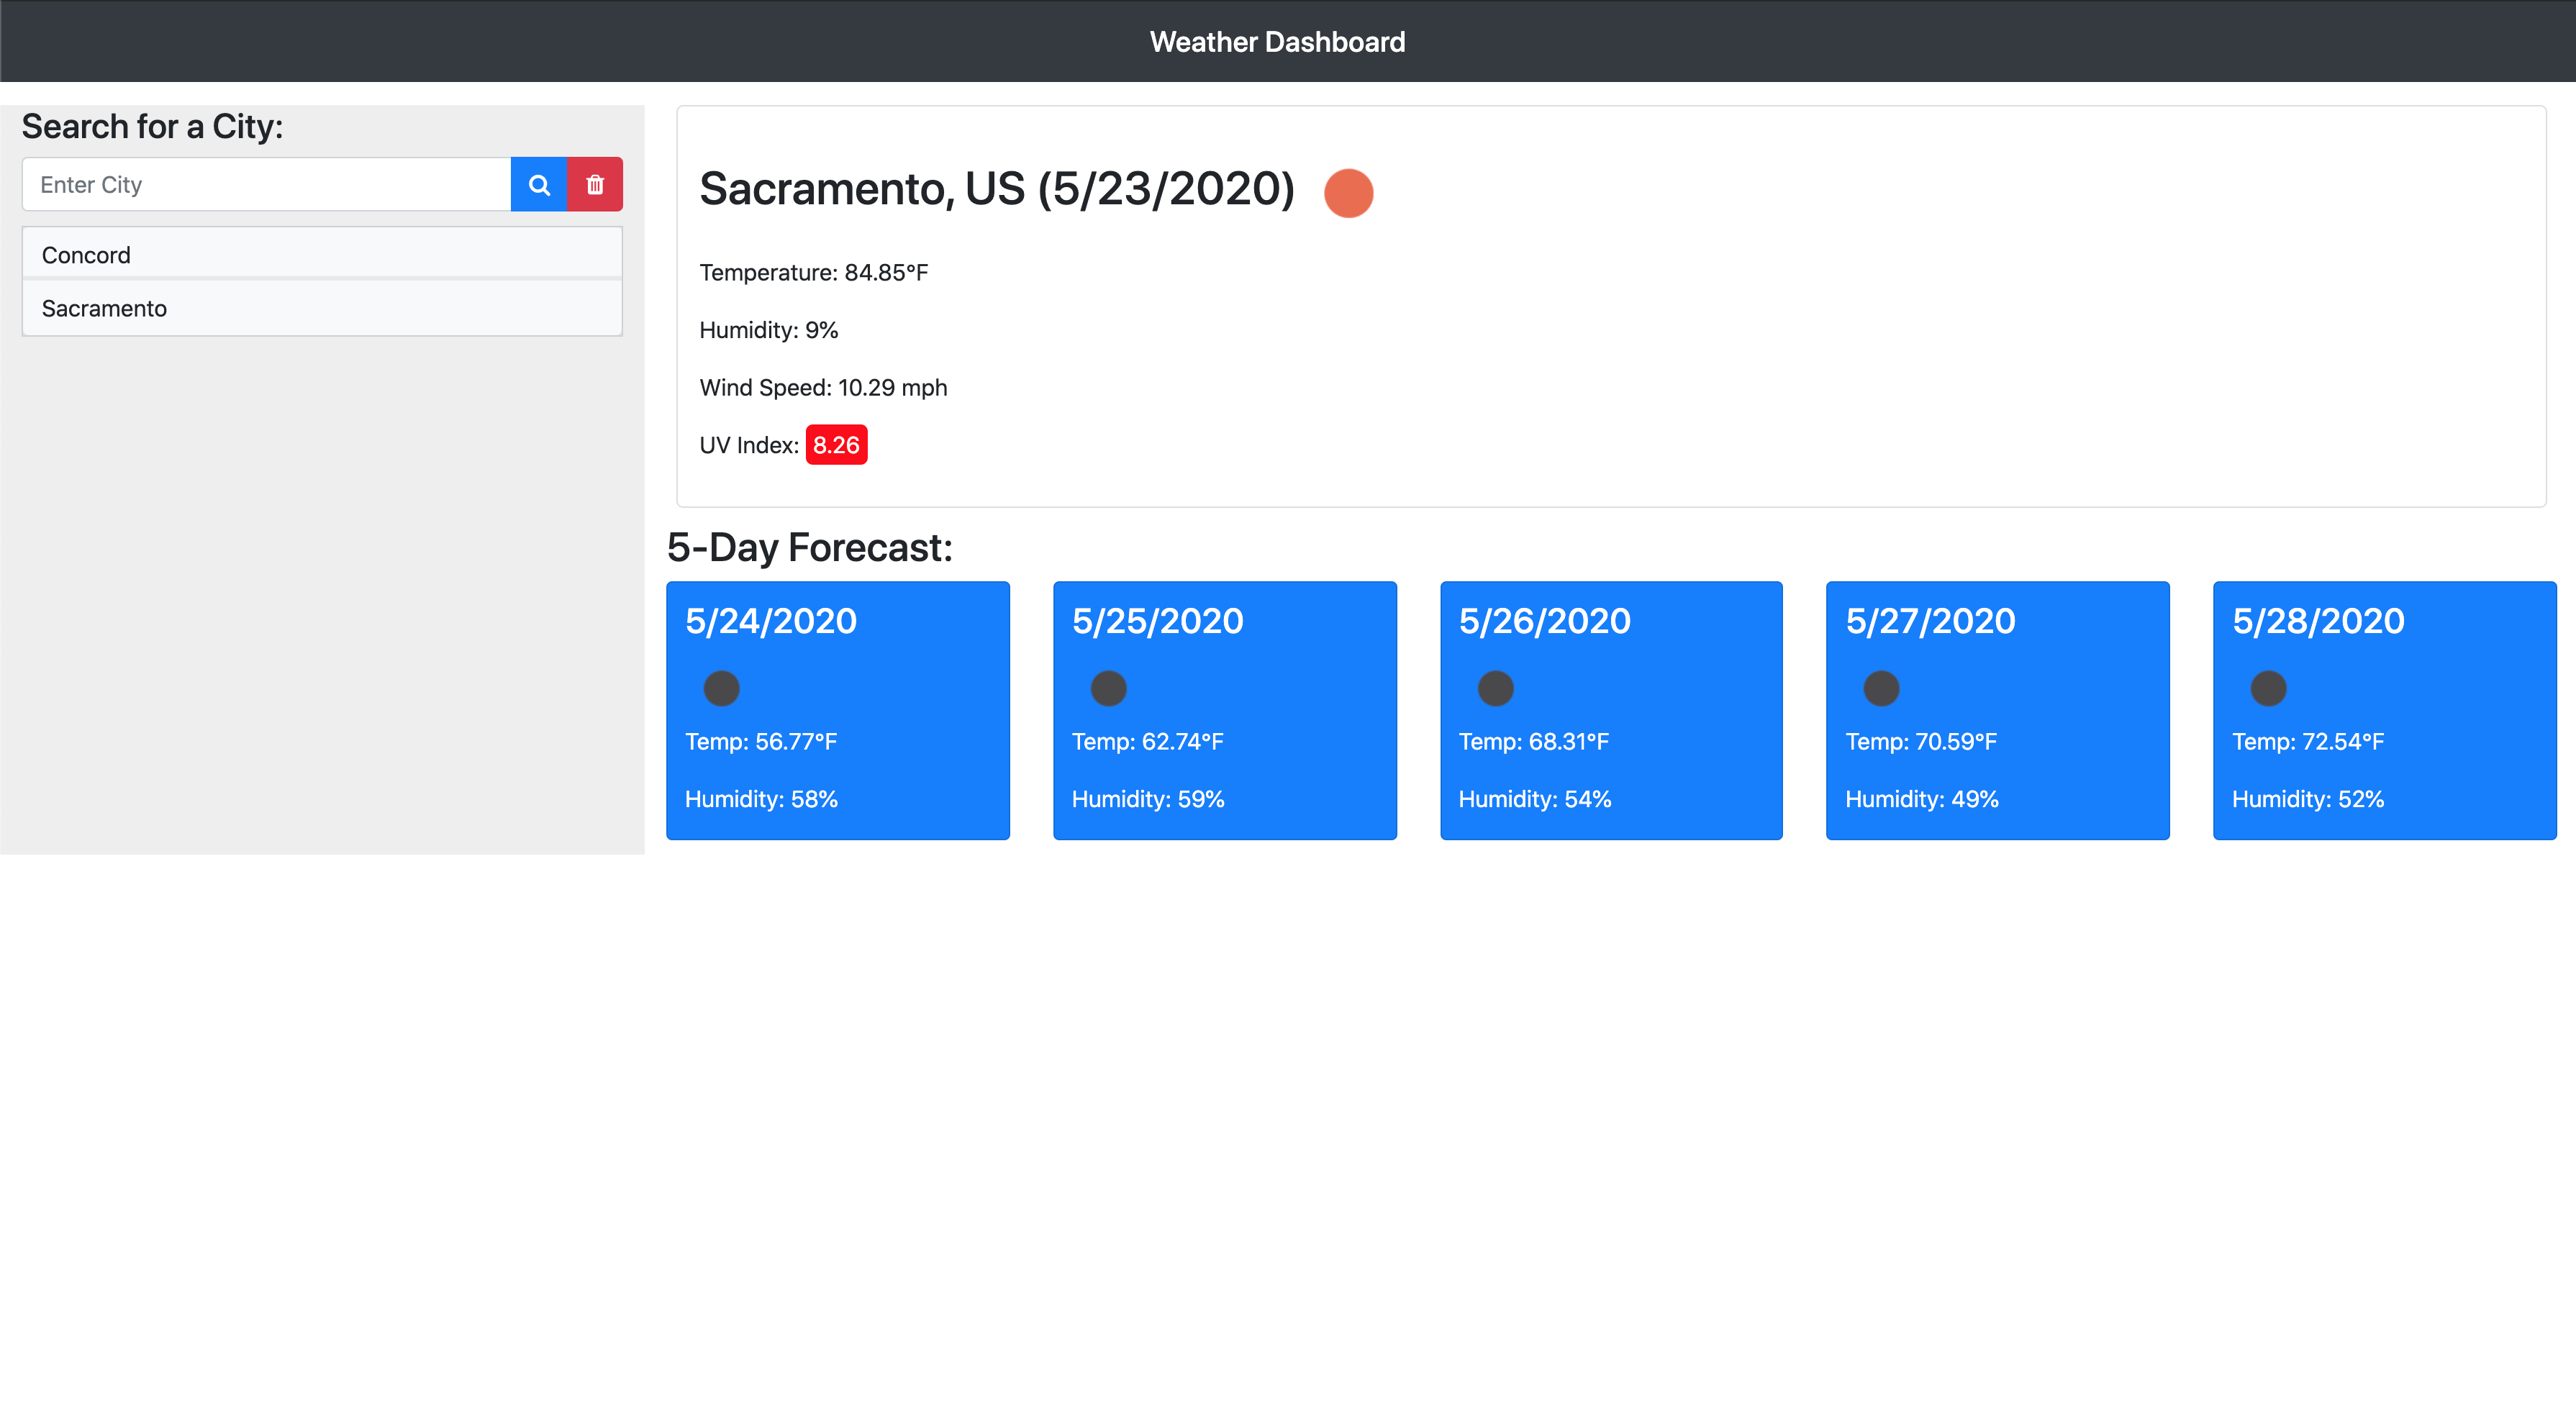 Weather Dashboard
Search for a City:
Enter City
Concord
Sacramento
Sacramento, US (5/23/2020)
Temperature: 84.85°F
Humidity: 9%
Wind Speed: 10.29 mph
UV Index: 8.26
5-Day Forecast:
5/24/2020
Temp: 56.77°F
Humidity: 58%
5/25/2020
Temp: 62.74°F
Humidity: 59%
5/26/2020
Temp: 68.31°F
Humidity: 54%
5/27/2020
Temp: 70.59°F
Humidity: 49%
5/28/2020
Temp: 72.54°F
Humidity: 52%